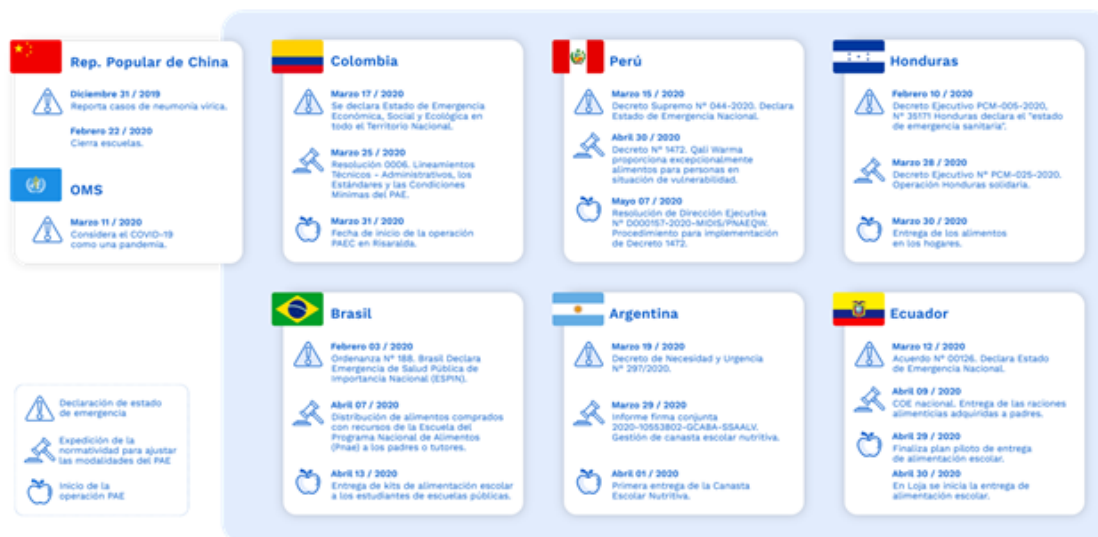 Rep. Popular de China
Diciembre 31 / 2019
Reporta casos de neumonía vírica.
Febrero 22 / 2020
Cierra escuelas.
OMS
Marzo 11 / 2020
Considera el COVID-19
como una pandemia.
Colombia
Marzo 17 / 2020
Se declara Estado de Emergencia
Económica, Social y Ecológica en
todo el Territorio Nacional.
Marzo 25 / 2020
Resolución 0006. Lineamientos
Técnicos - Administrativos, los
Estándares y las Condiciones
Mínimas del PAE.
Marzo 31 / 2020
Fecha de inicio de la operación
PAEC en Risaralda.
Perú
Marzo 15 / 2020
Decreto Supremo N° 044-2020. Declara
Estado de Emergencia Nacional.
Abril 30 / 2020
Decreto N° 1472. Qali Warma
proporciona excepcionalmente
alimentos para personas en
situación de vulnerabilidad.
Mayo 07 / 2020
Resolución de Dirección Ejecutiva
N° D000157-2020-MIDIS/PNAEQW.
Procedimiento para implementación
de Decreto 1472.
Honduras
Febrero 10 / 2020
Decreto Ejecutivo PCM-005-2020,
N° 35171 Honduras declara el "estado
de emergencia sanitaria".
Marzo 28 / 2020
Decreto Ejecutivo N° PCM-025-2020.
Operación Honduras solidaria.
Marzo 30 / 2020
Entrega de los alimentos
en los hogares.
Brasil
Febrero 03 / 2020
Ordenanza N° 188. Brasil Declara
Emergencia de Salud Pública de
Importancia Nacional (ESPIN).
Abril 07 / 2020
Distribución de alimentos comprados
con recursos de la Escuela del
Programa Nacional de Alimentos
(Pnae) a los padres o tutores.
Abril 13 / 2020
Entrega de kits de alimentación escolar
a los estudiantes de escuelas públicas.
Argentina
Marzo 19 / 2020
Decreto de Necesidad y Urgencia
N° 297/2020.
Marzo 29 / 2020
Informe firma conjunta
2020-10553802-GCABA-SSAALV.
Gestión de canasta escolar nutritiva.
Abril 01 / 2020
Primera entrega de la Canasta
Escolar Nutritiva.
Ecuador
Marzo 12 / 2020
Acuerdo N° 00126. Declara Estado
de Emergencia Nacional.
Abril 09 / 2020
COE nacional. Entrega de las raciones
alimenticias adquiridas a padres.
Abril 29 / 2020
Finaliza plan piloto de entrega
de alimentación escolar.
Abril 30 / 2020
En Loja se inicia la entrega de
alimentación escolar.
Declaración de estado
de emergencia
Expedición de la
normatividad para ajustar
las modalidades del PAE
Inicio de la
operación PAE